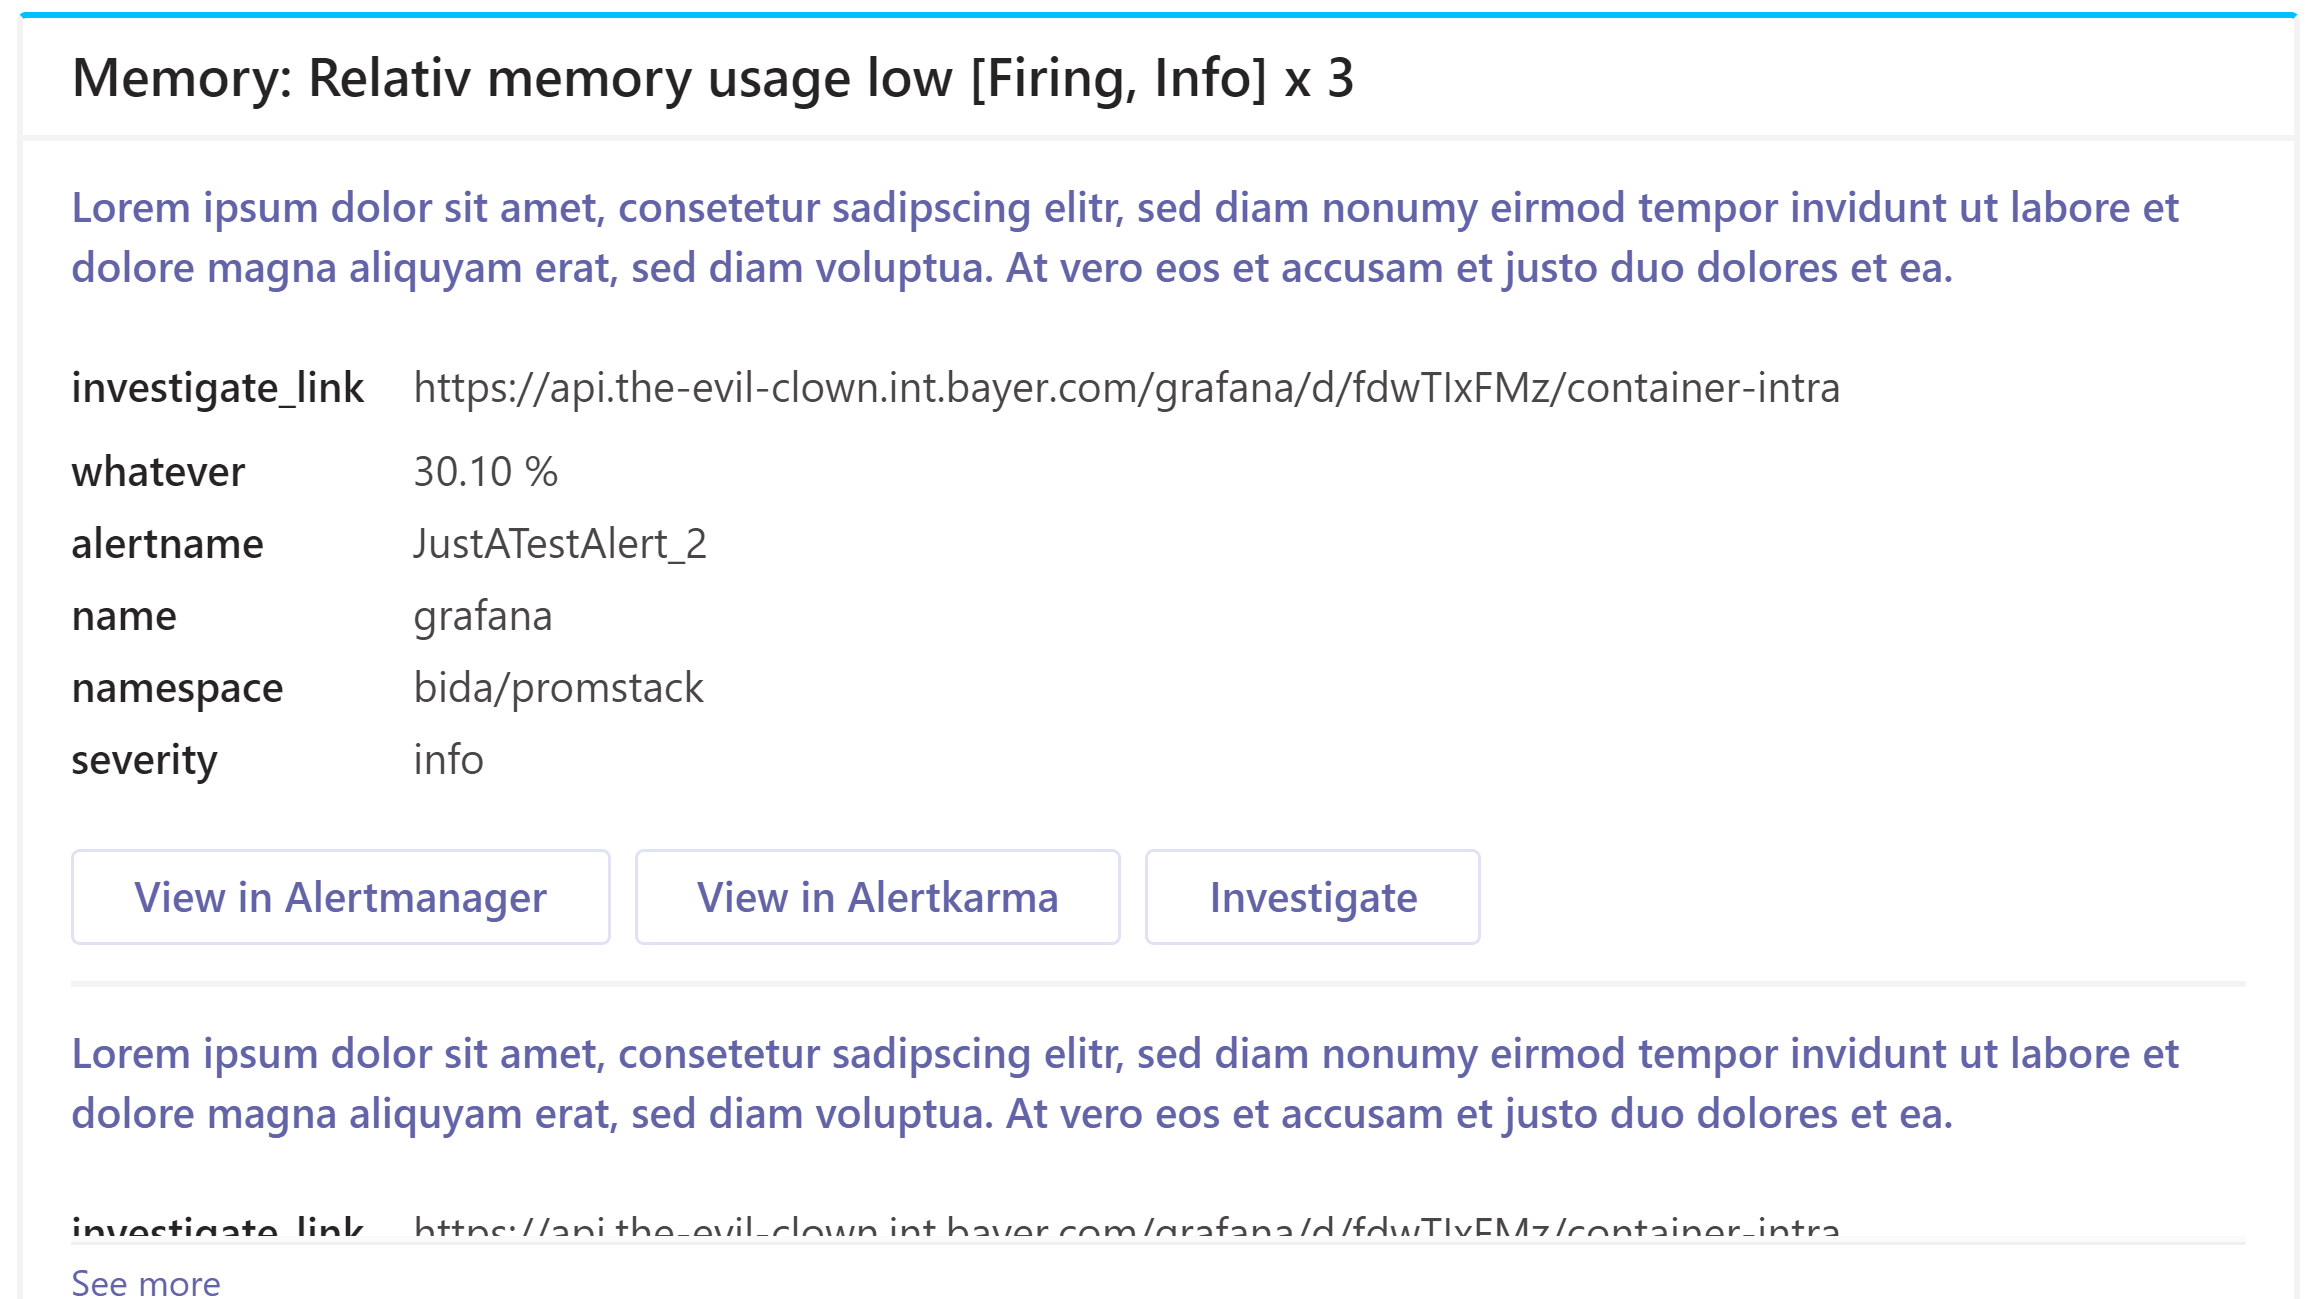 Memory: Relativ memory usage low [Firing, Info] x 3
Lorem ipsum dolor sit amet, consetetur sadipscing elitr, sed diam nonumy eirmod tempor invidunt ut labore et
dolore magna aliquyam erat, sed diam voluptua. At vero eos et accusam et justo duo dolores et ea.
investigate_link https://api.the-evil-clown.int.bayer.com/grafana/d/fdwTIxFMz/container-intra
whatever 30.10 %
alertname JustATestAlert_2
name grafana
namespace bida/promstack
severity info
View in Alertmanager View in Alertkarma Investigate
Lorem ipsum dolor sit amet, consetetur sadipscing elitr, sed diam nonumy eirmod tempor invidunt ut labore et
dolore magna aliquyam erat, sed diam voluptua. At vero eos et accusam et justo duo dolores et ea.
investigate_link https://api.the-evil-clown.int.bayer.com/grafana/d/fdwTIxFMz/container-intra
See more